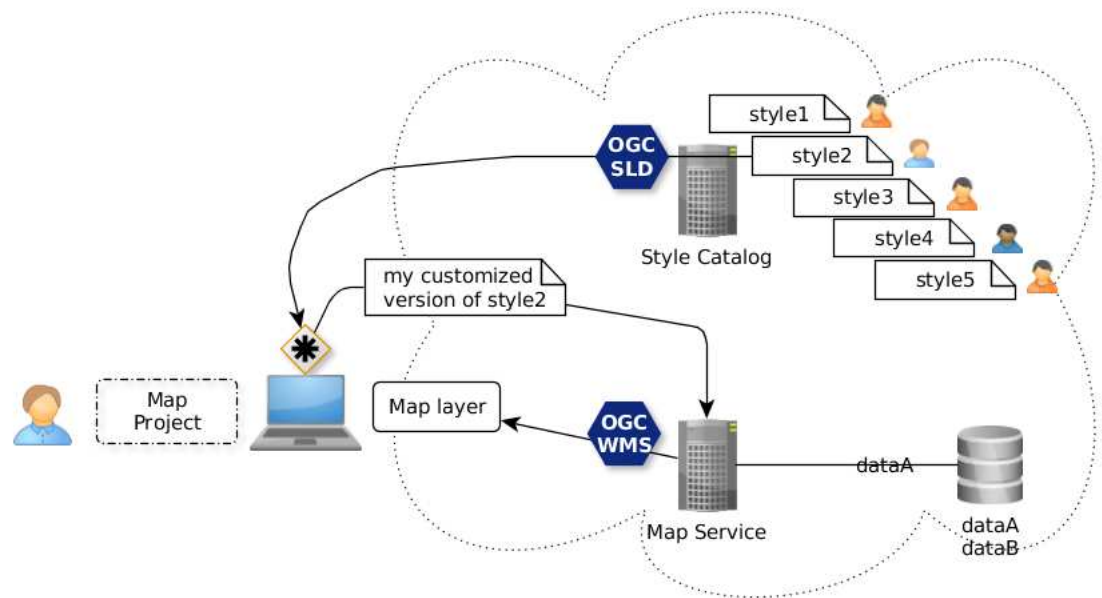 style1
OGC
SLD
style2
style3
style4
Style Catalog
style5
my customized
version of style2
Map
Project
Map layer
OGC
WMS
dataA
Map Service
dataA
dataB